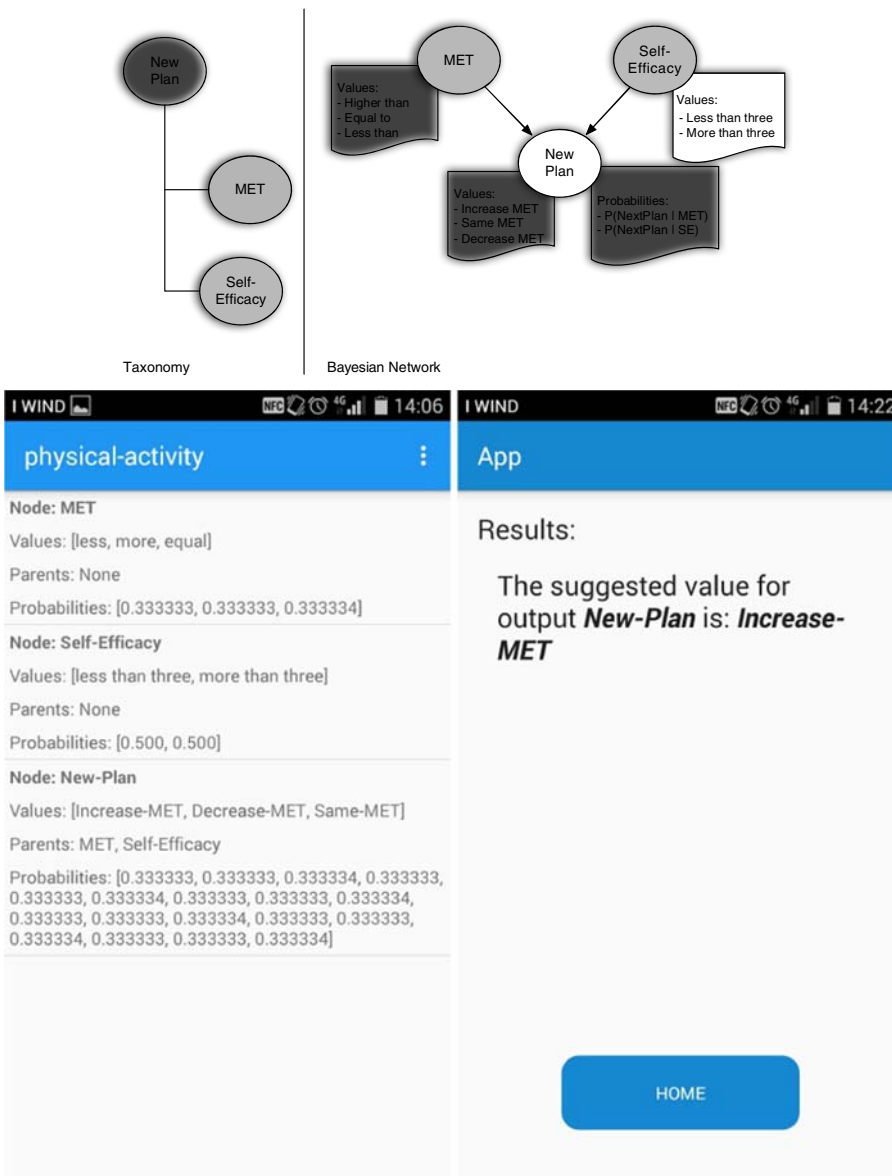 New
Plan
MET
Self-
Efficacy
Taxonomy
MET
Values:
- Higher than
- Equal to
- Less than
Self-
Efficacy
Values:
- Less than three
- More than three
New
Plan
Values:
- Increase MET
- Same MET
- Decrease MET
Probabilities:
- P(NextPlan | MET)
- P(NextPlan | SE)
Bayesian Network
I WIND NFC 4G 14:06
physical-activity
Node: MET
Values: [less, more, equal]
Parents: None
Probabilities: [0.333333, 0.333333, 0.333334]
Node: Self-Efficacy
Values: [less than three, more than three]
Parents: None
Probabilities: [0.500, 0.500]
Node: New-Plan
Values: [Increase-MET, Decrease-MET, Same-MET]
Parents: MET, Self-Efficacy
Probabilities: [0.333333, 0.333333, 0.333334, 0.333333,
0.333333, 0.333334, 0.333333, 0.333333, 0.333334,
0.333333, 0.333333, 0.333334, 0.333333, 0.333333,
0.333334, 0.333333, 0.333333, 0.333334]
I WIND NFC 4G 14:22
App
Results:
The suggested value for
output New-Plan is: Increase-
MET
HOME